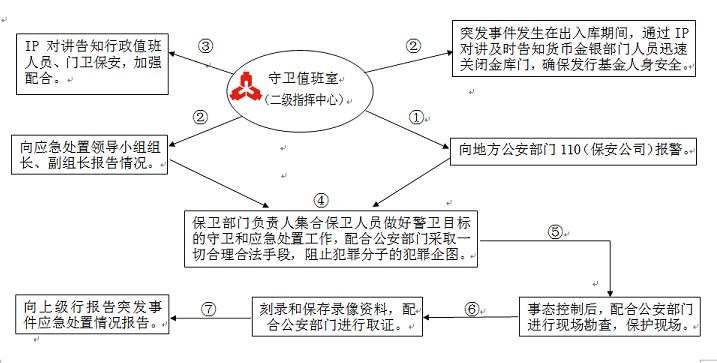 IP 对讲告知行政值班
人员、门卫保安，加强
配合。
③
守卫值班室
（二级指挥中心）
②
突发事件发生在出入库期间，通过 IP
对讲及时告知货币金银部门人员迅速
关闭金库门，确保发行基金人身安全。
②
①
向应急处置领导小组组
长、副组长报告情况。
向地方公安部门 110（保安公司）报警。
④
保卫部门负责人集合保卫人员做好警卫目标
的守卫和应急处置工作，配合公安部门采取一
切合理合法手段，阻止犯罪分子的犯罪企图。
⑤
向上级行报告突发事
件应急处置情况报告。
⑦
刻录和保存录像资料，配
合公安部门进行取证。
⑥
事态控制后，配合公安部门
进行现场勘查，保护现场。